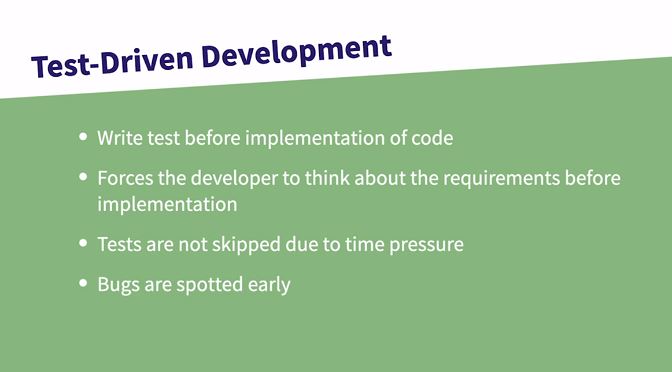 Test-Driven Development
• Write test before implementation of code
• Forces the developer to think about the requirements before
implementation
• Tests are not skipped due to time pressure
• Bugs are spotted early